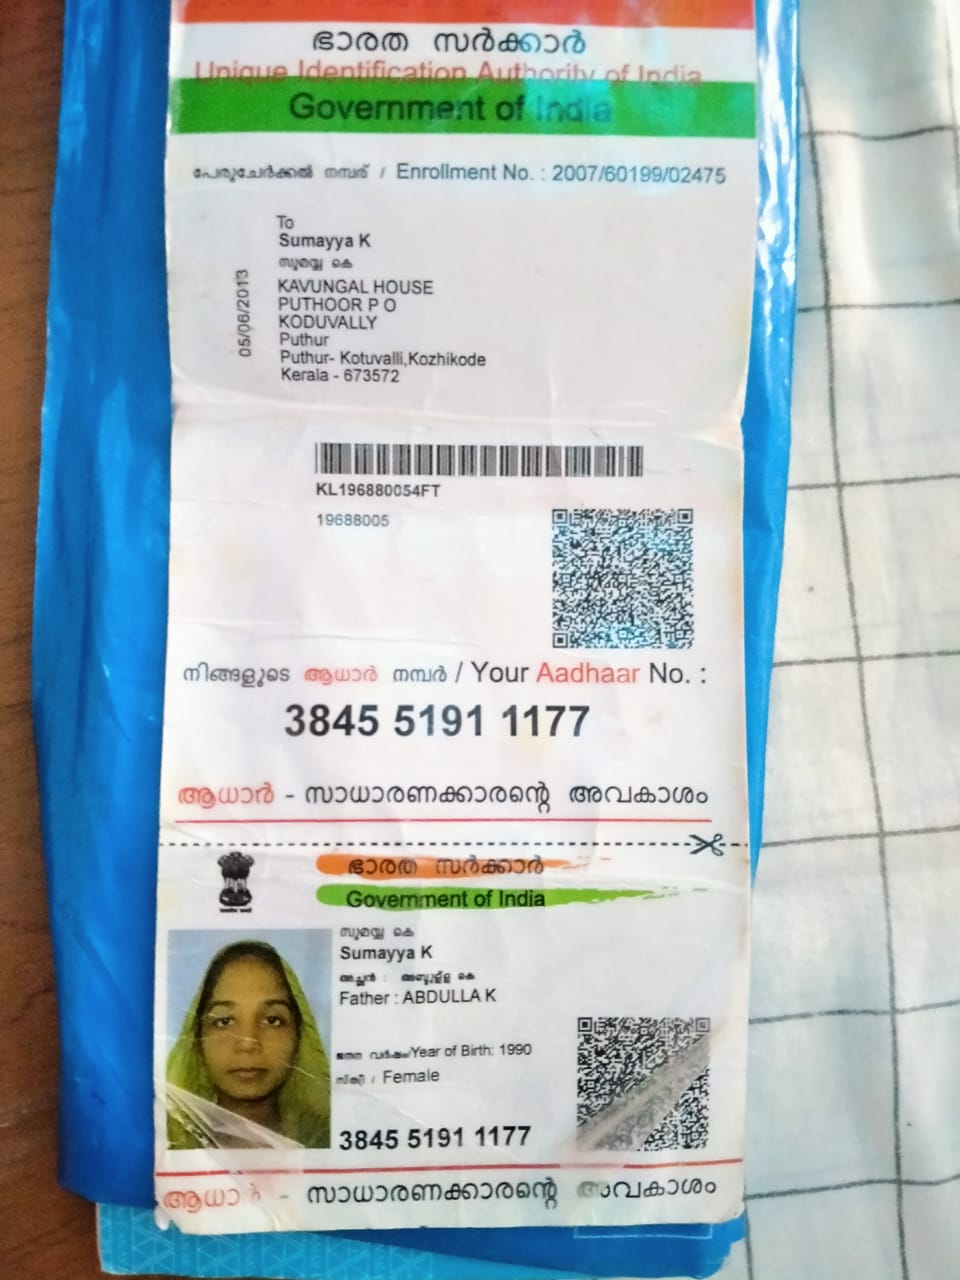 ഭാരത സർക്കാർ
Unique Identification Authority of India
Government of India
പേരുചേർക്കൽ നമ്പര് / Enrollment No. : 2007/60199/02475
To
Sumayya K
സുമയ്യ കെ
KAVUNGAL HOUSE
PUTHOOR P O
KODUVALLY
Puthur
Puthur- Kotuvalli,Kozhikode
Kerala - 673572
05/06/2013
KL196880054FT
19688005
നിങ്ങളുടെ ആധാർ നമ്പർ / Your Aadhaar No. :
3845 5191 1177
ആധാർ - സാധാരണക്കാരന്റെ അവകാശം
ഭാരത സർക്കാർ
Government of India
സുമയ്യ കെ
Sumayya K
അച്ഛൻ : അബ്ദുള്ള കെ
Father : ABDULLA K
ജനന വർഷം/Year of Birth: 1990
സ്ത്രീ / Female
3845 5191 1177
ആധാർ - സാധാരണക്കാരന്റെ അവകാശം